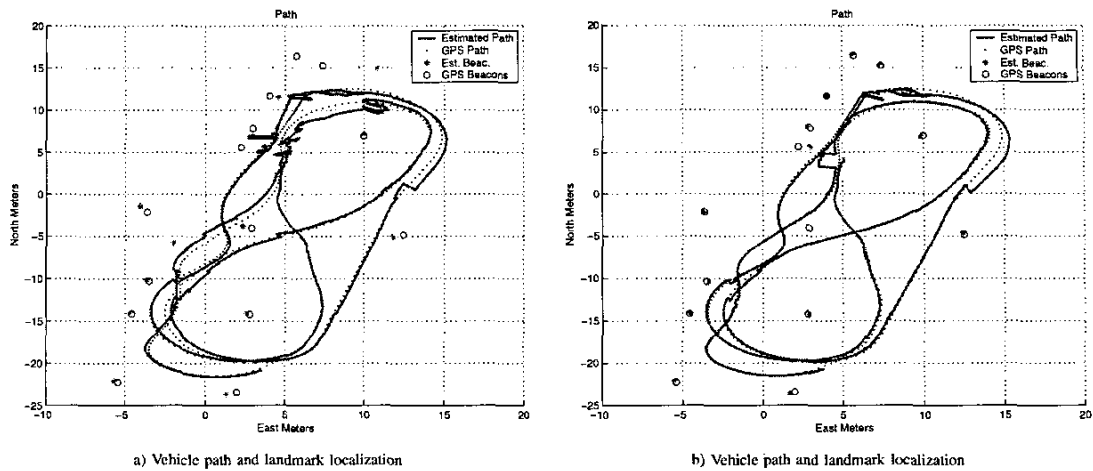 Path
20
15
10
5
0
-5
-10
-15
-20
-25
North Meters
-10
-5
0
5
10
15
20
East Meters
Estimated Path
GPS Path
Est. Beac.
GPS Beacons
a) Vehicle path and landmark localization
Path
20
15
10
5
0
-5
-10
-15
-20
-25
North Meters
-10
-5
0
5
10
15
20
East Meters
Estimated Path
GPS Path
Est. Beac.
GPS Beacons
b) Vehicle path and landmark localization